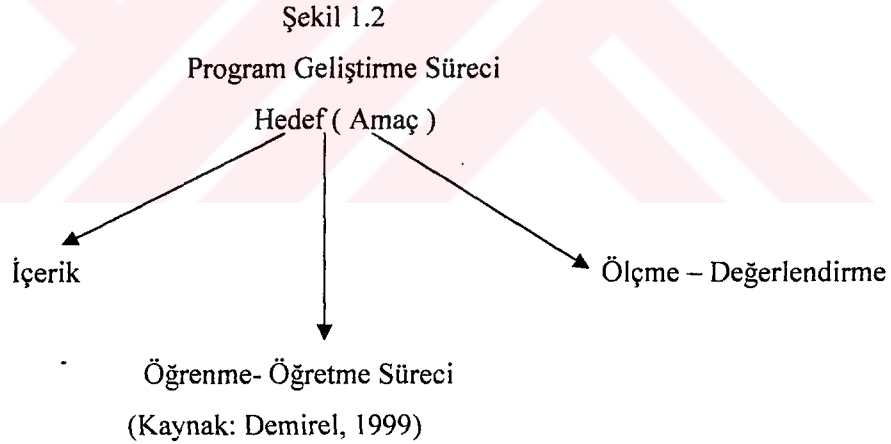 Şekil 1.2
Program Geliştirme Süreci
Hedef ( Amaç )
İçerik
Ölçme – Değerlendirme
Öğrenme- Öğretme Süreci
(Kaynak: Demirel, 1999)